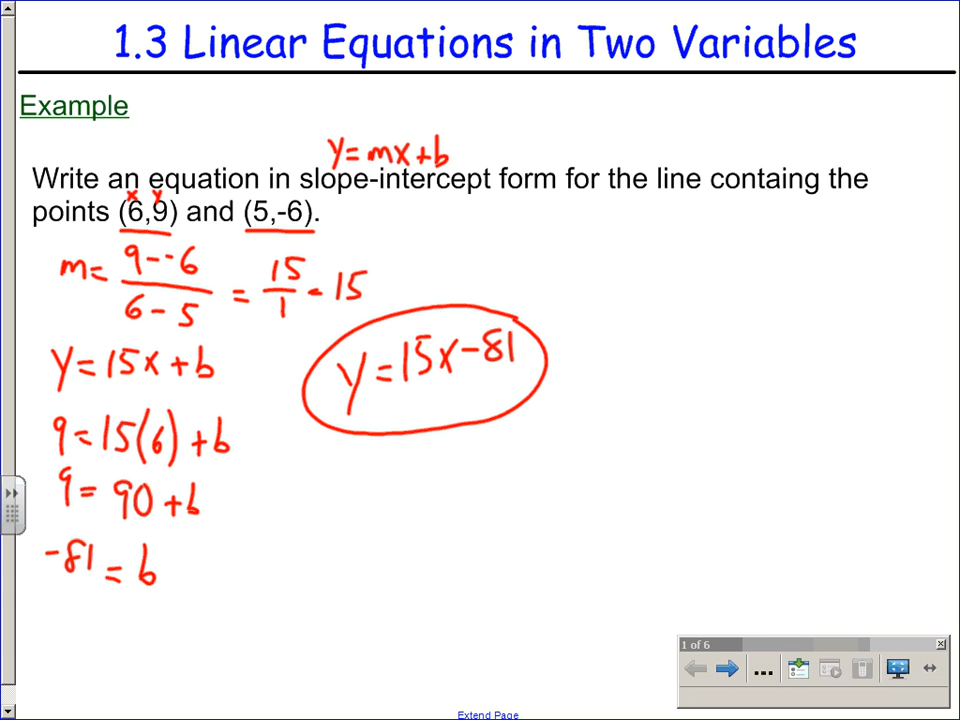 1.3 Linear Equations in Two Variables
Example
y=mx+b
Write an equation in slope-intercept form for the line containg the
x y
points (6,9) and (5,-6).
m= 9--6 / 6-5 = 15/1 = 15
y=15x+b
y=15x-81
9=15(6)+b
9=90+b
-81=b
1 of 6
...
Extend Page